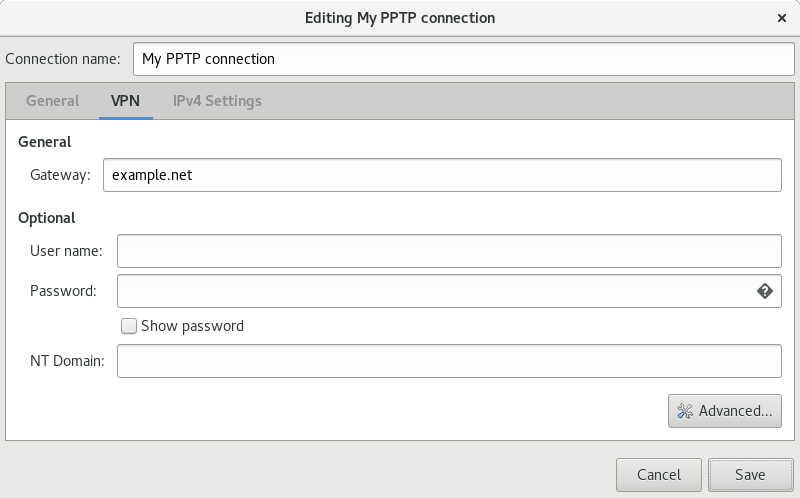 Editing My PPTP connection
Connection name: My PPTP connection
General VPN IPv4 Settings
General
Gateway: example.net
Optional
User name:
Password:
Show password
NT Domain:
Advanced...
Cancel Save